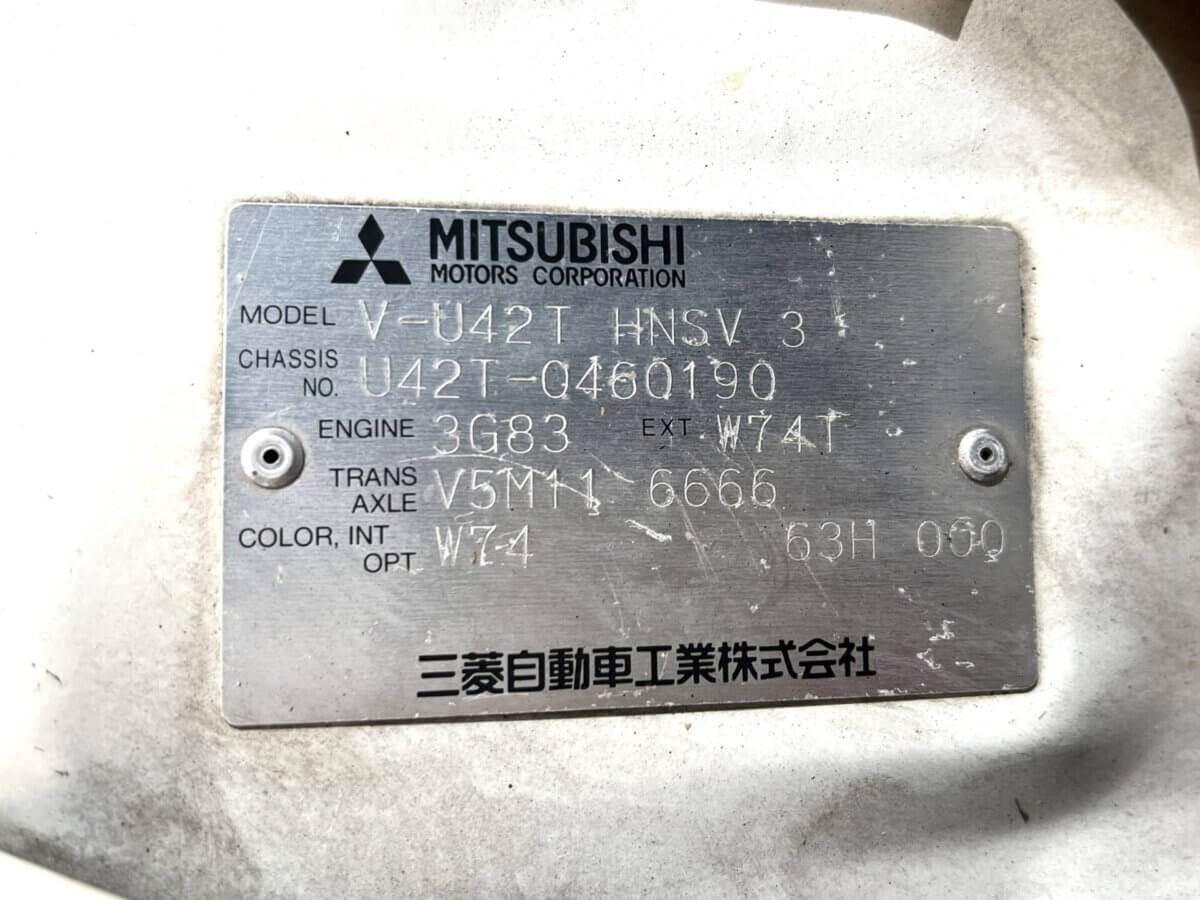 MITSUBISHI
MOTORS CORPORATION
MODEL V-U42T HNSV 3
CHASSIS NO. U42T-0460190
ENGINE 3G83 EXT W74T
TRANS AXLE V5M11 6666
COLOR, INT OPT W74 63H 000
三菱自動車工業株式会社